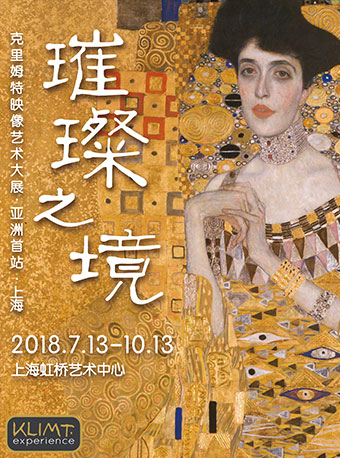 璀璨之境
克里姆特映像艺术大展·亚洲首站 上海
2018.7.13-10.13
上海虹桥艺术中心
KLIMT
experience